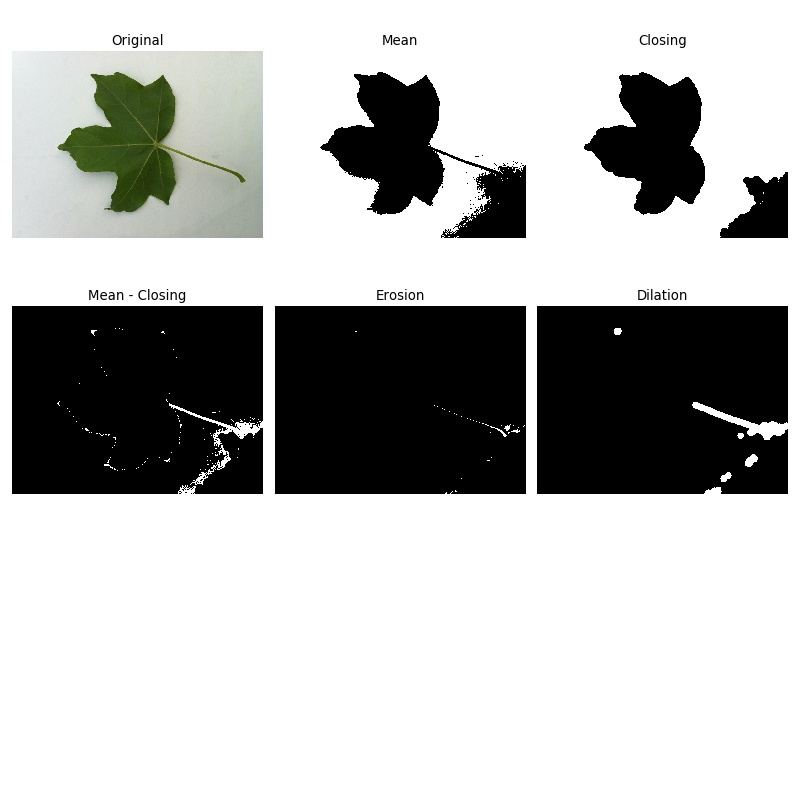 Original
Mean
Closing
Mean - Closing
Erosion
Dilation